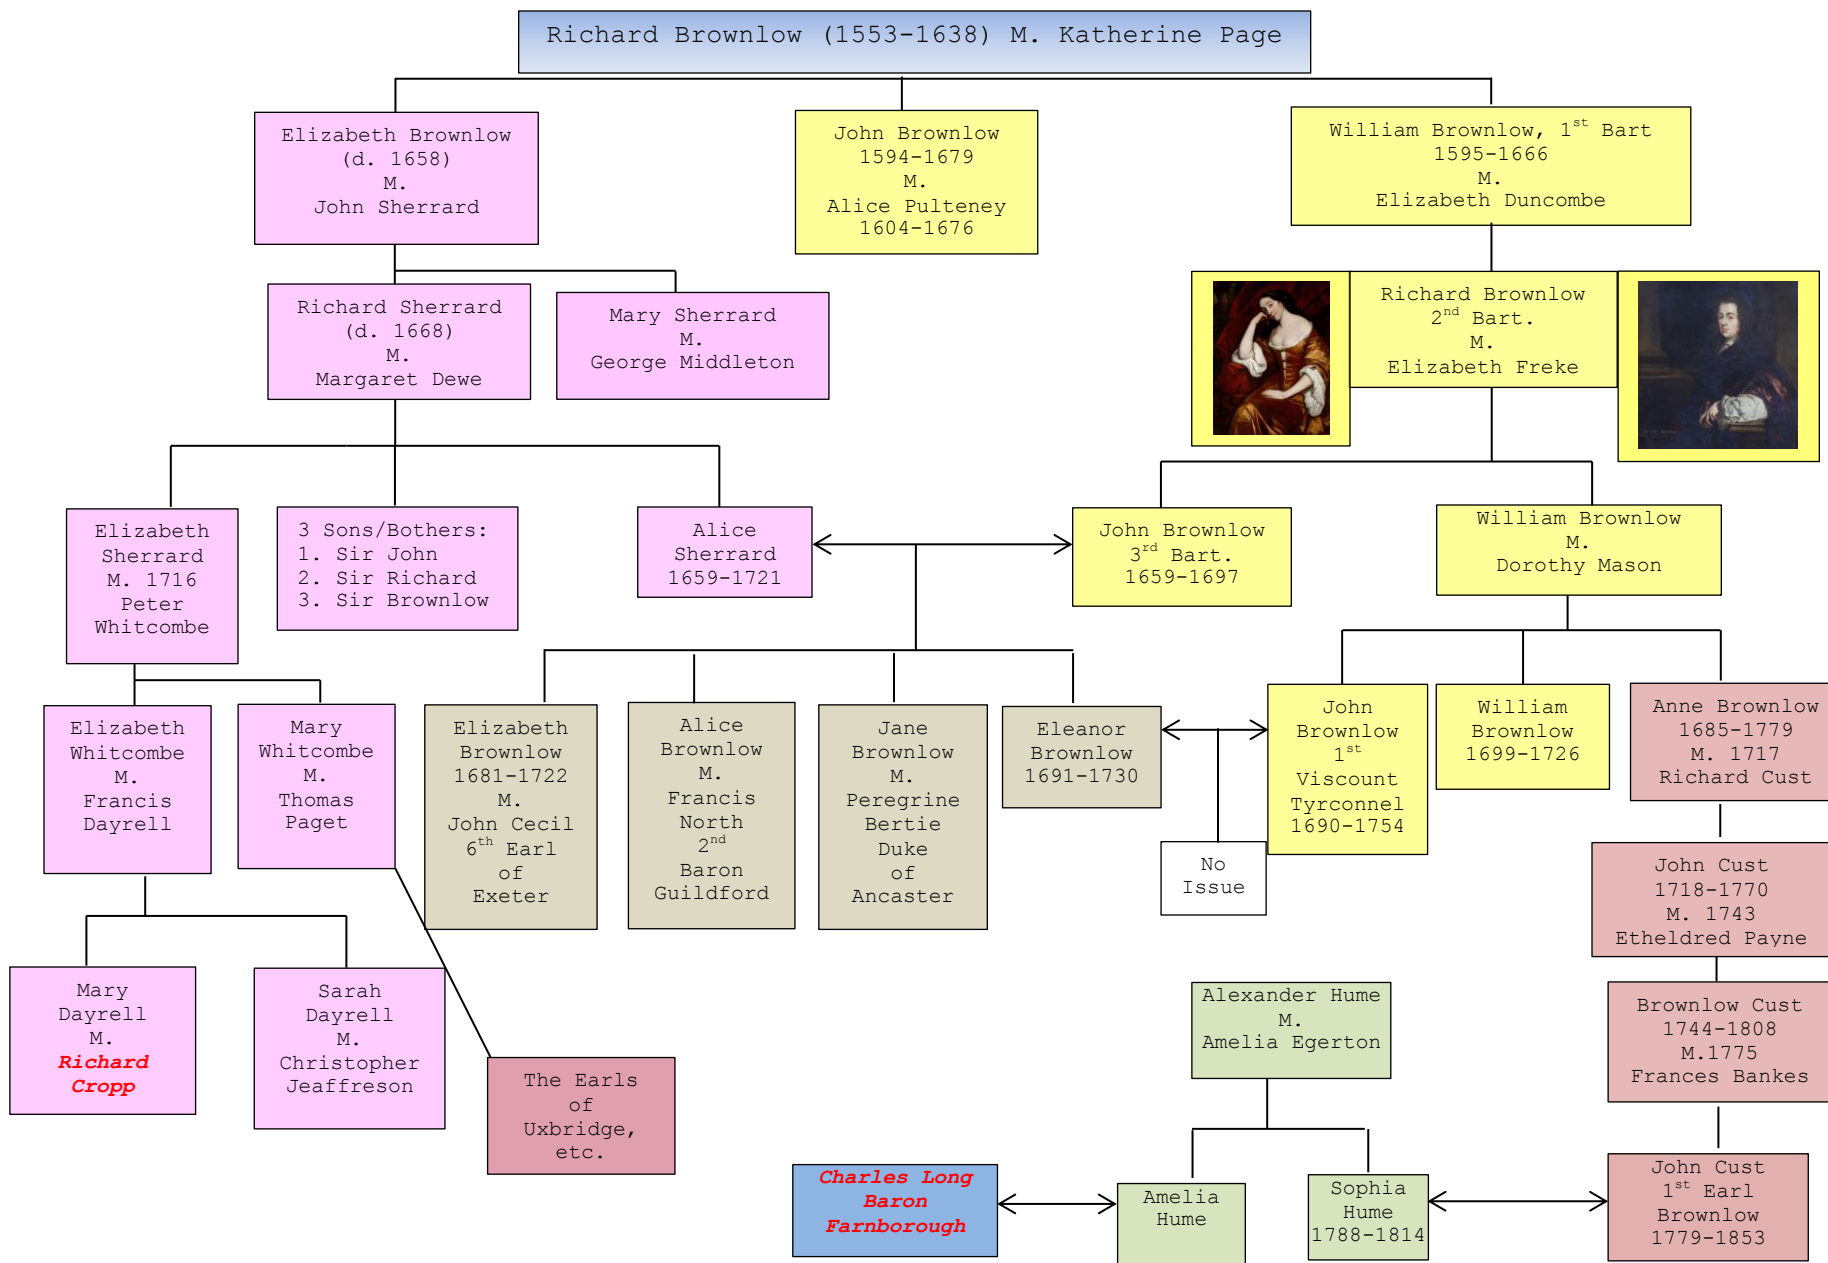 Richard Brownlow (1553-1638) M. Katherine Page
Elizabeth Brownlow
(d. 1658)
M.
John Sherrard
John Brownlow
1594-1679
M.
Alice Pulteney
1604-1676
William Brownlow, 1st Bart
1595-1666
M.
Elizabeth Duncombe
Richard Sherrard
(d. 1668)
M.
Margaret Dewe
Mary Sherrard
M.
George Middleton
Richard Brownlow
2nd Bart.
M.
Elizabeth Freke
Elizabeth
Sherrard
M. 1716
Peter
Whitcombe
3 Sons/Bothers:
1. Sir John
2. Sir Richard
3. Sir Brownlow
Alice
Sherrard
1659-1721
John Brownlow
3rd Bart.
1659-1697
William Brownlow
M.
Dorothy Mason
Elizabeth
Whitcombe
M.
Francis
Dayrell
Mary
Whitcombe
M.
Thomas
Paget
Elizabeth
Brownlow
1681-1722
M.
John Cecil
6th Earl
of
Exeter
Alice
Brownlow
M.
Francis
North
2nd
Baron
Guildford
Jane
Brownlow
M.
Peregrine
Bertie
Duke
of
Ancaster
Eleanor
Brownlow
1691-1730
No
Issue
John
Brownlow
1st
Viscount
Tyrconnel
1690-1754
William
Brownlow
1699-1726
Anne Brownlow
1685-1779
M. 1717
Richard Cust
John Cust
1718-1770
M. 1743
Etheldred Payne
Mary
Dayrell
M.
Richard
Cropp
Sarah
Dayrell
M.
Christopher
Jeaffreson
The Earls
of
Uxbridge,
etc.
Alexander Hume
M.
Amelia Egerton
Brownlow Cust
1744-1808
M.1775
Frances Bankes
Charles Long
Baron
Farnborough
Amelia
Hume
Sophia
Hume
1788-1814
John Cust
1st Earl
Brownlow
1779-1853